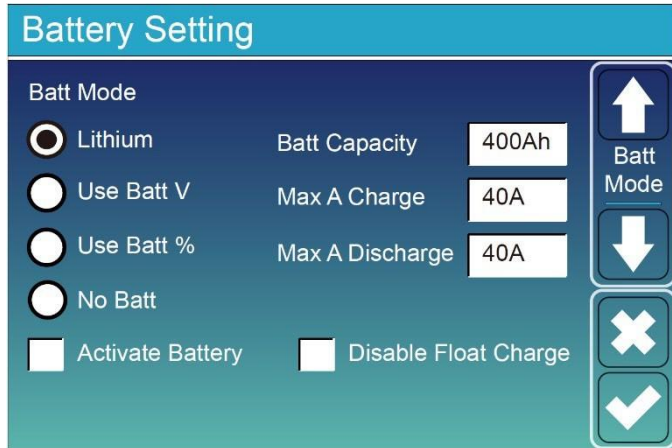 Battery Setting
Batt Mode
Lithium
Batt Capacity
400Ah
Use Batt V
Max A Charge
40A
Use Batt %
Max A Discharge
40A
No Batt
Activate Battery
Disable Float Charge
Batt
Mode